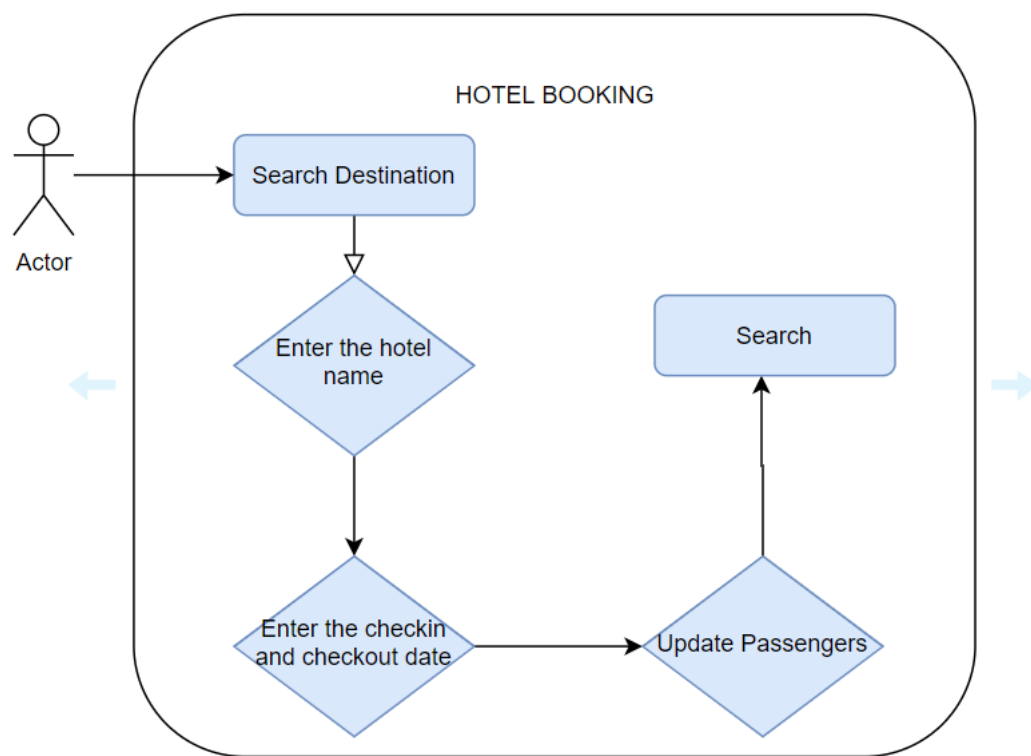 HOTEL BOOKING
Search Destination
Actor
Enter the hotel
name
Search
Enter the checkin
and checkout date
Update Passengers